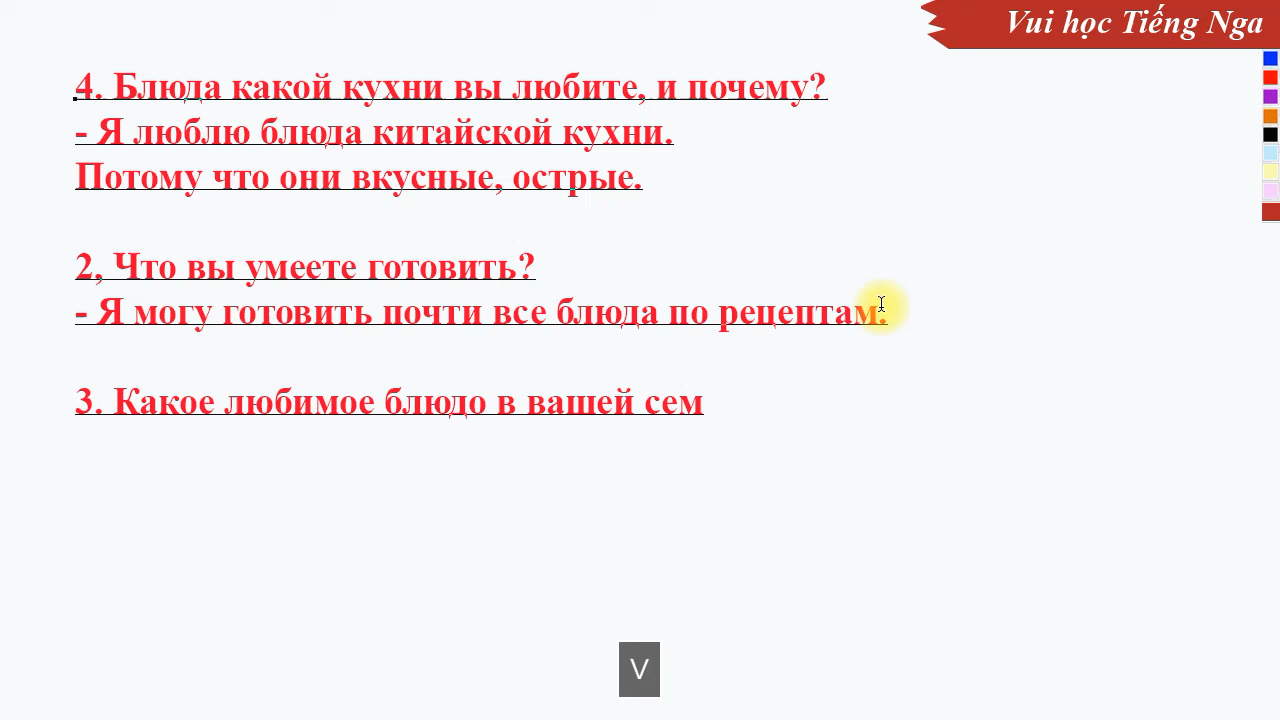 Vui học Tiếng Nga
4. Блюда какой кухни вы любите, и почему?
- Я люблю блюда китайской кухни.
Потому что они вкусные, острые.
2, Что вы умеете готовить?
- Я могу готовить почти все блюда по рецептам.
3. Какое любимое блюдо в вашей сем
V